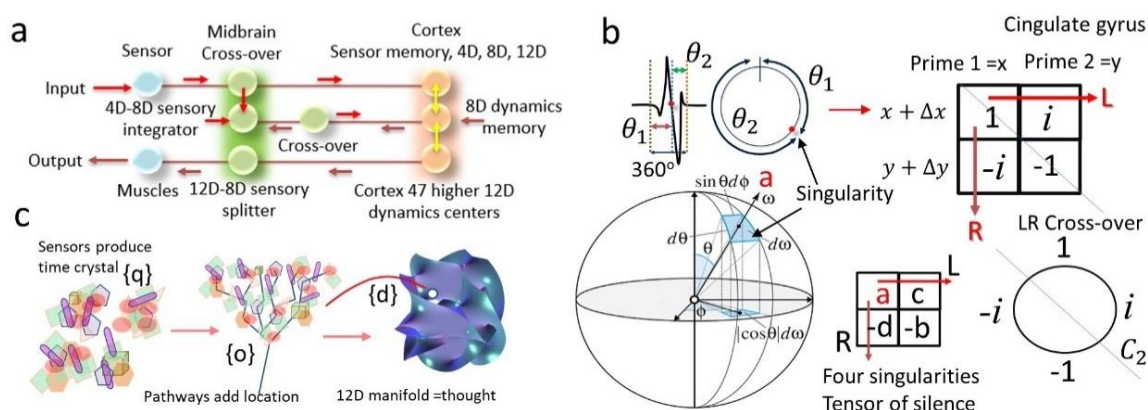 a
Midbrain
Cross-over
Cortex
Sensor memory, 4D, 8D, 12D
Sensor
Input
4D-8D sensory
integrator
Cross-over
8D dynamics
memory
Output
Muscles
12D-8D sensory
splitter
Cortex 47 higher 12D
dynamics centers
b
θ₂
θ₁
360º
θ₁
θ₂
Singularity
Cingulate gyrus
Prime 1 =x Prime 2 =y
x + Δx
y + Δy
1 i
-i -1
L
R
sinθdϕ
a
ω
dθ
θ
dω
ϕ
|cosθ|dω
L
a c
-d -b
R
Four singularities
Tensor of silence
LR Cross-over
1
-i
i
-1
C₂
c
Sensors produce
time crystal {q}
{o}
{d}
Pathways add location
12D manifold =thought